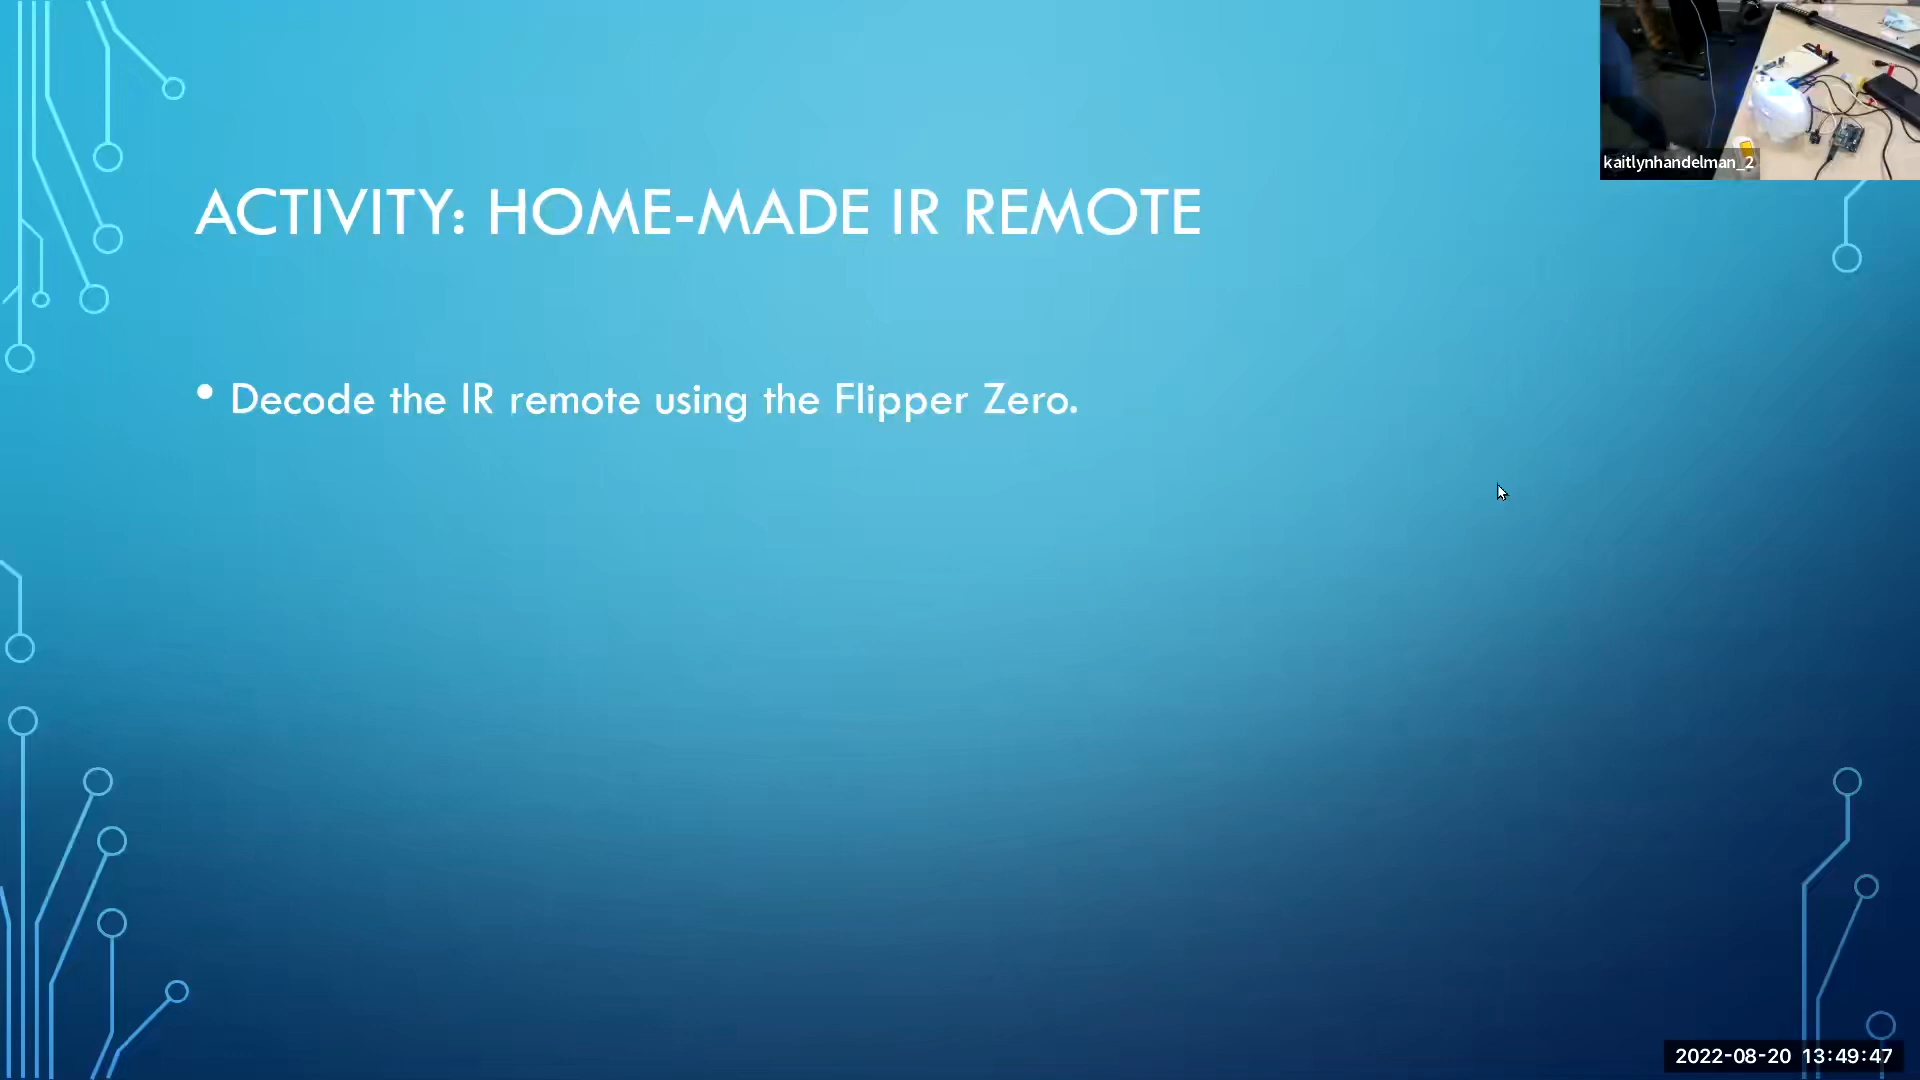 kaitlynhandelman_2
ACTIVITY: HOME-MADE IR REMOTE
• Decode the IR remote using the Flipper Zero.
2022-08-20 13:49:47